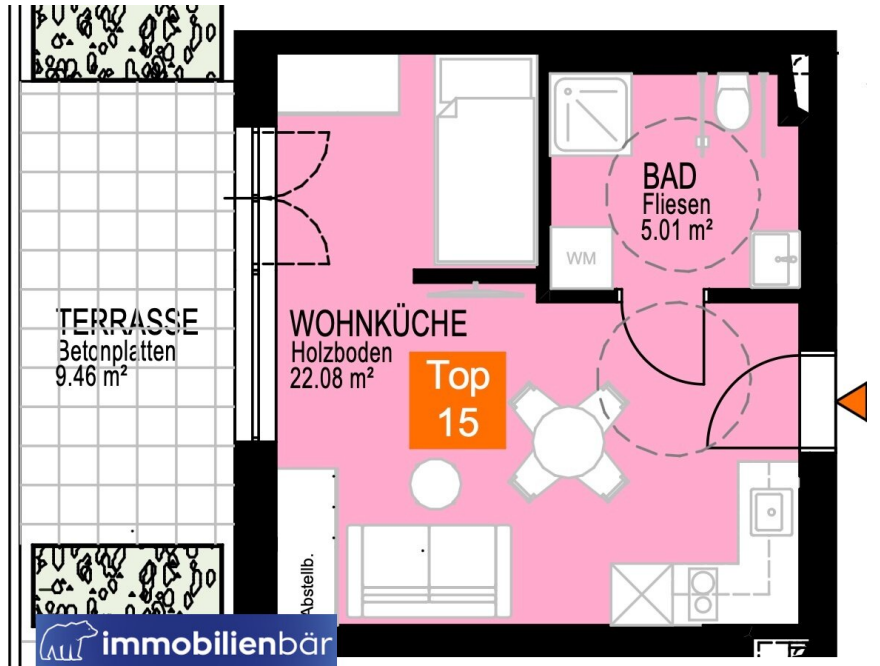 BAD
Fliesen
5.01 m²
WM
TERRASSE
Betonplatten
9.46 m²
WOHNKÜCHE
Holzboden
22.08 m²
Top
15
Abstellb.
immobilienbär